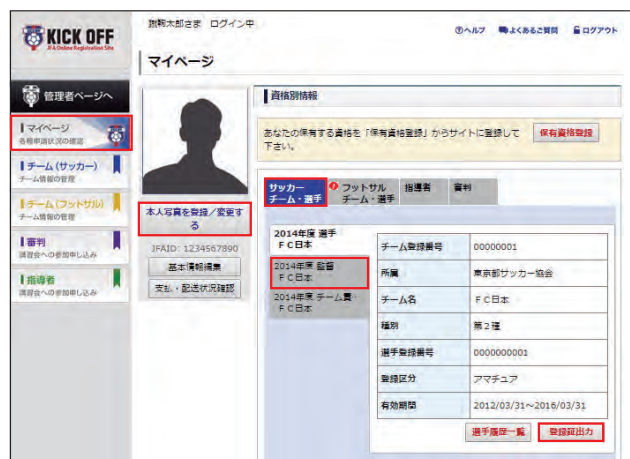 KICK OFF
JFA Online Registration Site
蹴鞠太郎さま ログイン中
ヘルプ
よくあるご質問
ログアウト
マイページ
管理者ページへ
マイページ
各種申請状況の確認
チーム (サッカー)
チーム情報の管理
チーム (フットサル)
チーム情報の管理
審判
講習会への参加申し込み
指導者
講習会への参加申し込み
本人写真を登録／変更す
る
JFAID: 1234567890
基本情報編集
支払・配送状況確認
資格別情報
あなたの保有する資格を「保有資格登録」からサイトに登録して
下さい。
保有資格登録
サッカー
チーム・選手
フットサル
チーム・選手
指導者
審判
2014年度 選手
ＦＣ日本
2014年度 監督
ＦＣ日本
2014年度 チーム責
ＦＣ日本
チーム登録番号 00000001
所属 東京都サッカー協会
チーム名 ＦＣ日本
種別 第２種
選手登録番号 0000000001
登録区分 アマチュア
有効期間 2012/03/31～2016/03/31
選手履歴一覧
登録証出力